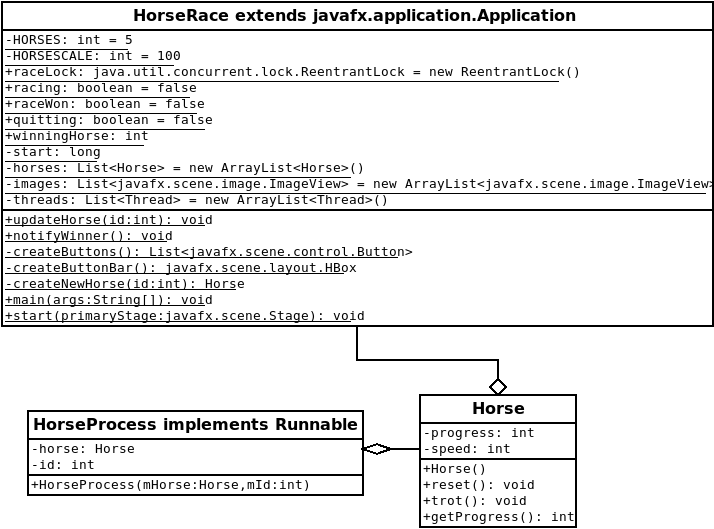 HorseRace extends javafx.application.Application
-HORSES: int = 5
-HORSESCALE: int = 100
+raceLock: java.util.concurrent.lock.ReentrantLock = new ReentrantLock()
+racing: boolean = false
+raceWon: boolean = false
+quitting: boolean = false
+winningHorse: int
-start: long
-horses: List<Horse> = new ArrayList<Horse>()
-images: List<javafx.scene.image.ImageView> = new ArrayList<javafx.scene.image.ImageView>
-threads: List<Thread> = new ArrayList<Thread>()
+updateHorse(id:int): void
+notifyWinner(): void
-createButtons(): List<javafx.scene.control.Button>
-createButtonBar(): javafx.scene.layout.HBox
-createNewHorse(id:int): Horse
+main(args:String[]): void
+start(primaryStage:javafx.scene.Stage): void
HorseProcess implements Runnable
-horse: Horse
-id: int
+HorseProcess(mHorse:Horse,mId:int)
Horse
-progress: int
-speed: int
+Horse()
+reset(): void
+trot(): void
+getProgress(): int